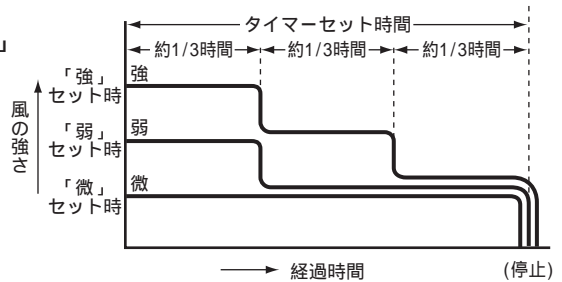 」
タイマーセット時間
約1/3時間
約1/3時間
約1/3時間
風の強さ
「強」
セット時
強
「弱」
セット時
弱
「微」
セット時
微
経過時間
(停止)